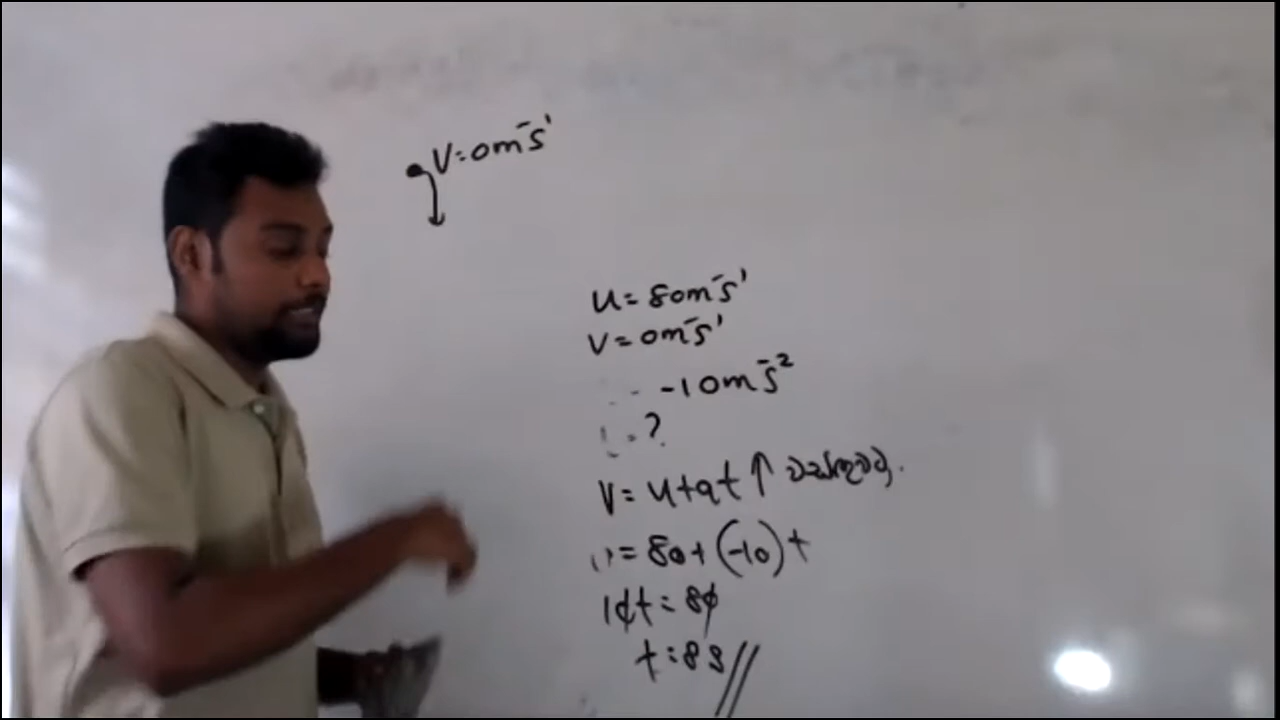 V=0ms⁻¹
u=80ms⁻¹
v=0ms⁻¹
-10ms⁻²
?
V=u+at↑
=80+(-10)t
10t=80
t=8s//